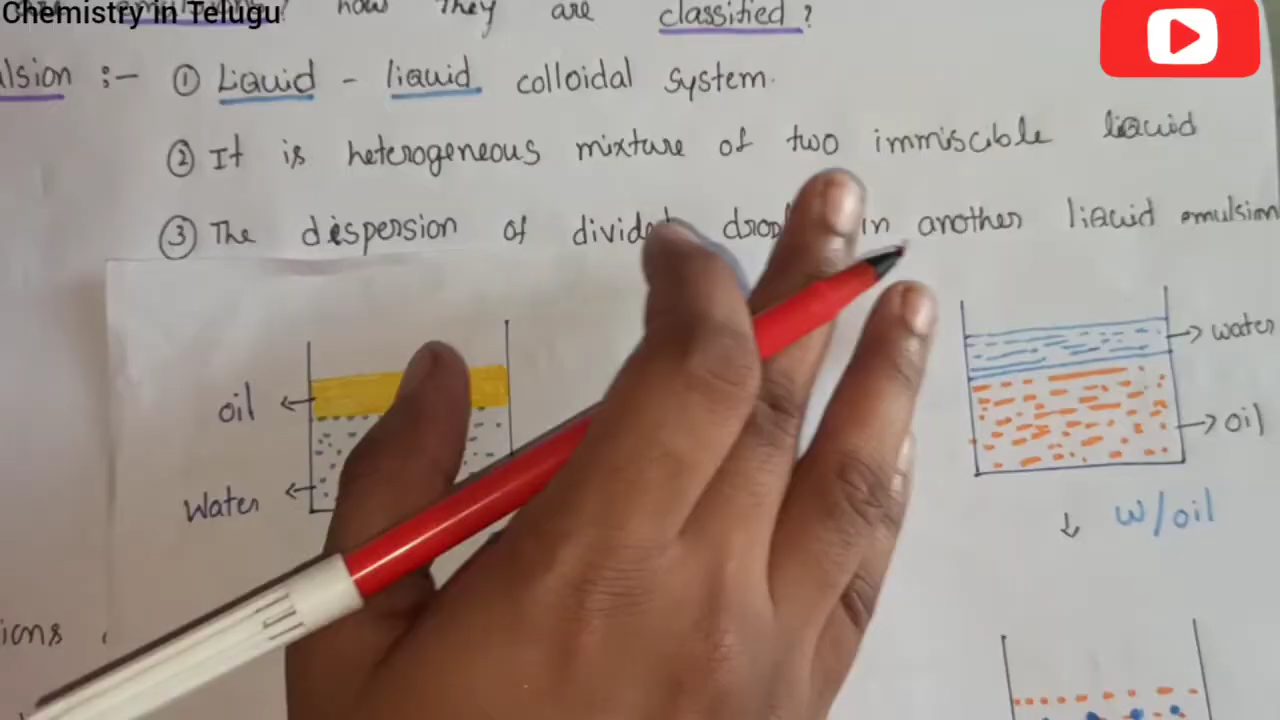 Chemistry in Telugu
how they are classified?
lsion :- ① Liquid - liquid colloidal system.
② It is heterogeneous mixture of two immiscible liquid
③ The dispersion of in another liquid emulsion
oil
Water
water
oil
W/oil